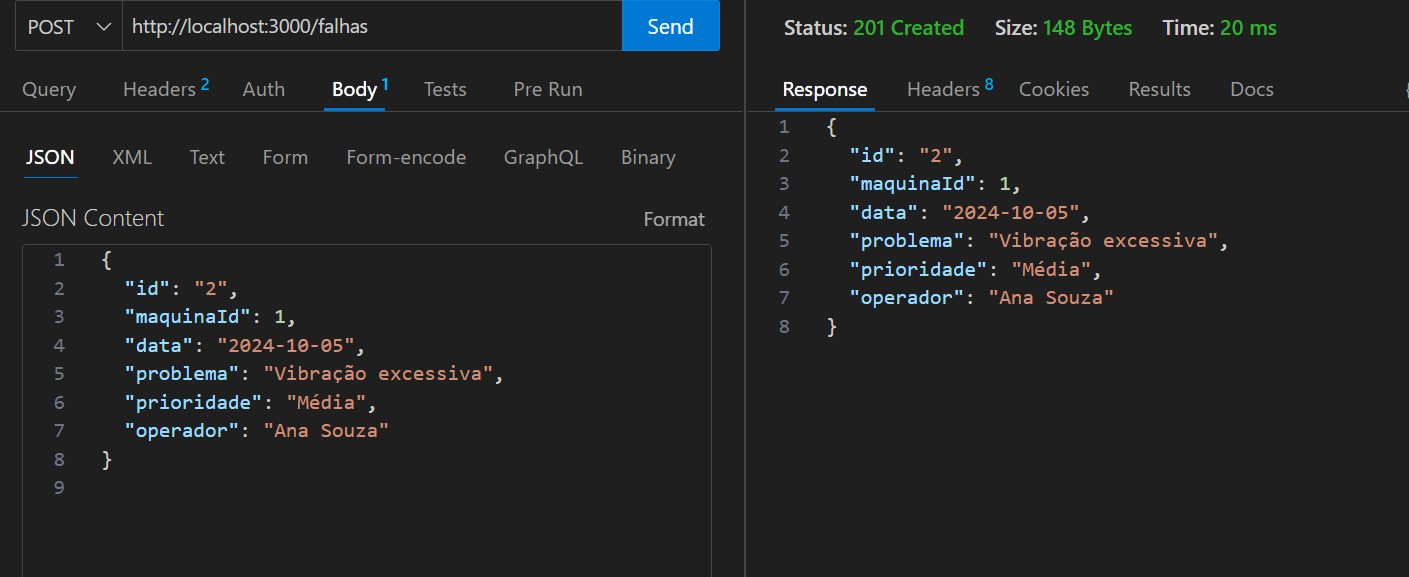 POST http://localhost:3000/falhas Send
Query Headers 2 Auth Body 1 Tests Pre Run
JSON XML Text Form Form-encode GraphQL Binary
JSON Content Format
1 {
2 "id": "2",
3 "maquinaId": 1,
4 "data": "2024-10-05",
5 "problema": "Vibração excessiva",
6 "prioridade": "Média",
7 "operador": "Ana Souza"
8 }
9
Status: 201 Created Size: 148 Bytes Time: 20 ms
Response Headers 8 Cookies Results Docs
1 {
2 "id": "2",
3 "maquinaId": 1,
4 "data": "2024-10-05",
5 "problema": "Vibração excessiva",
6 "prioridade": "Média",
7 "operador": "Ana Souza"
8 }